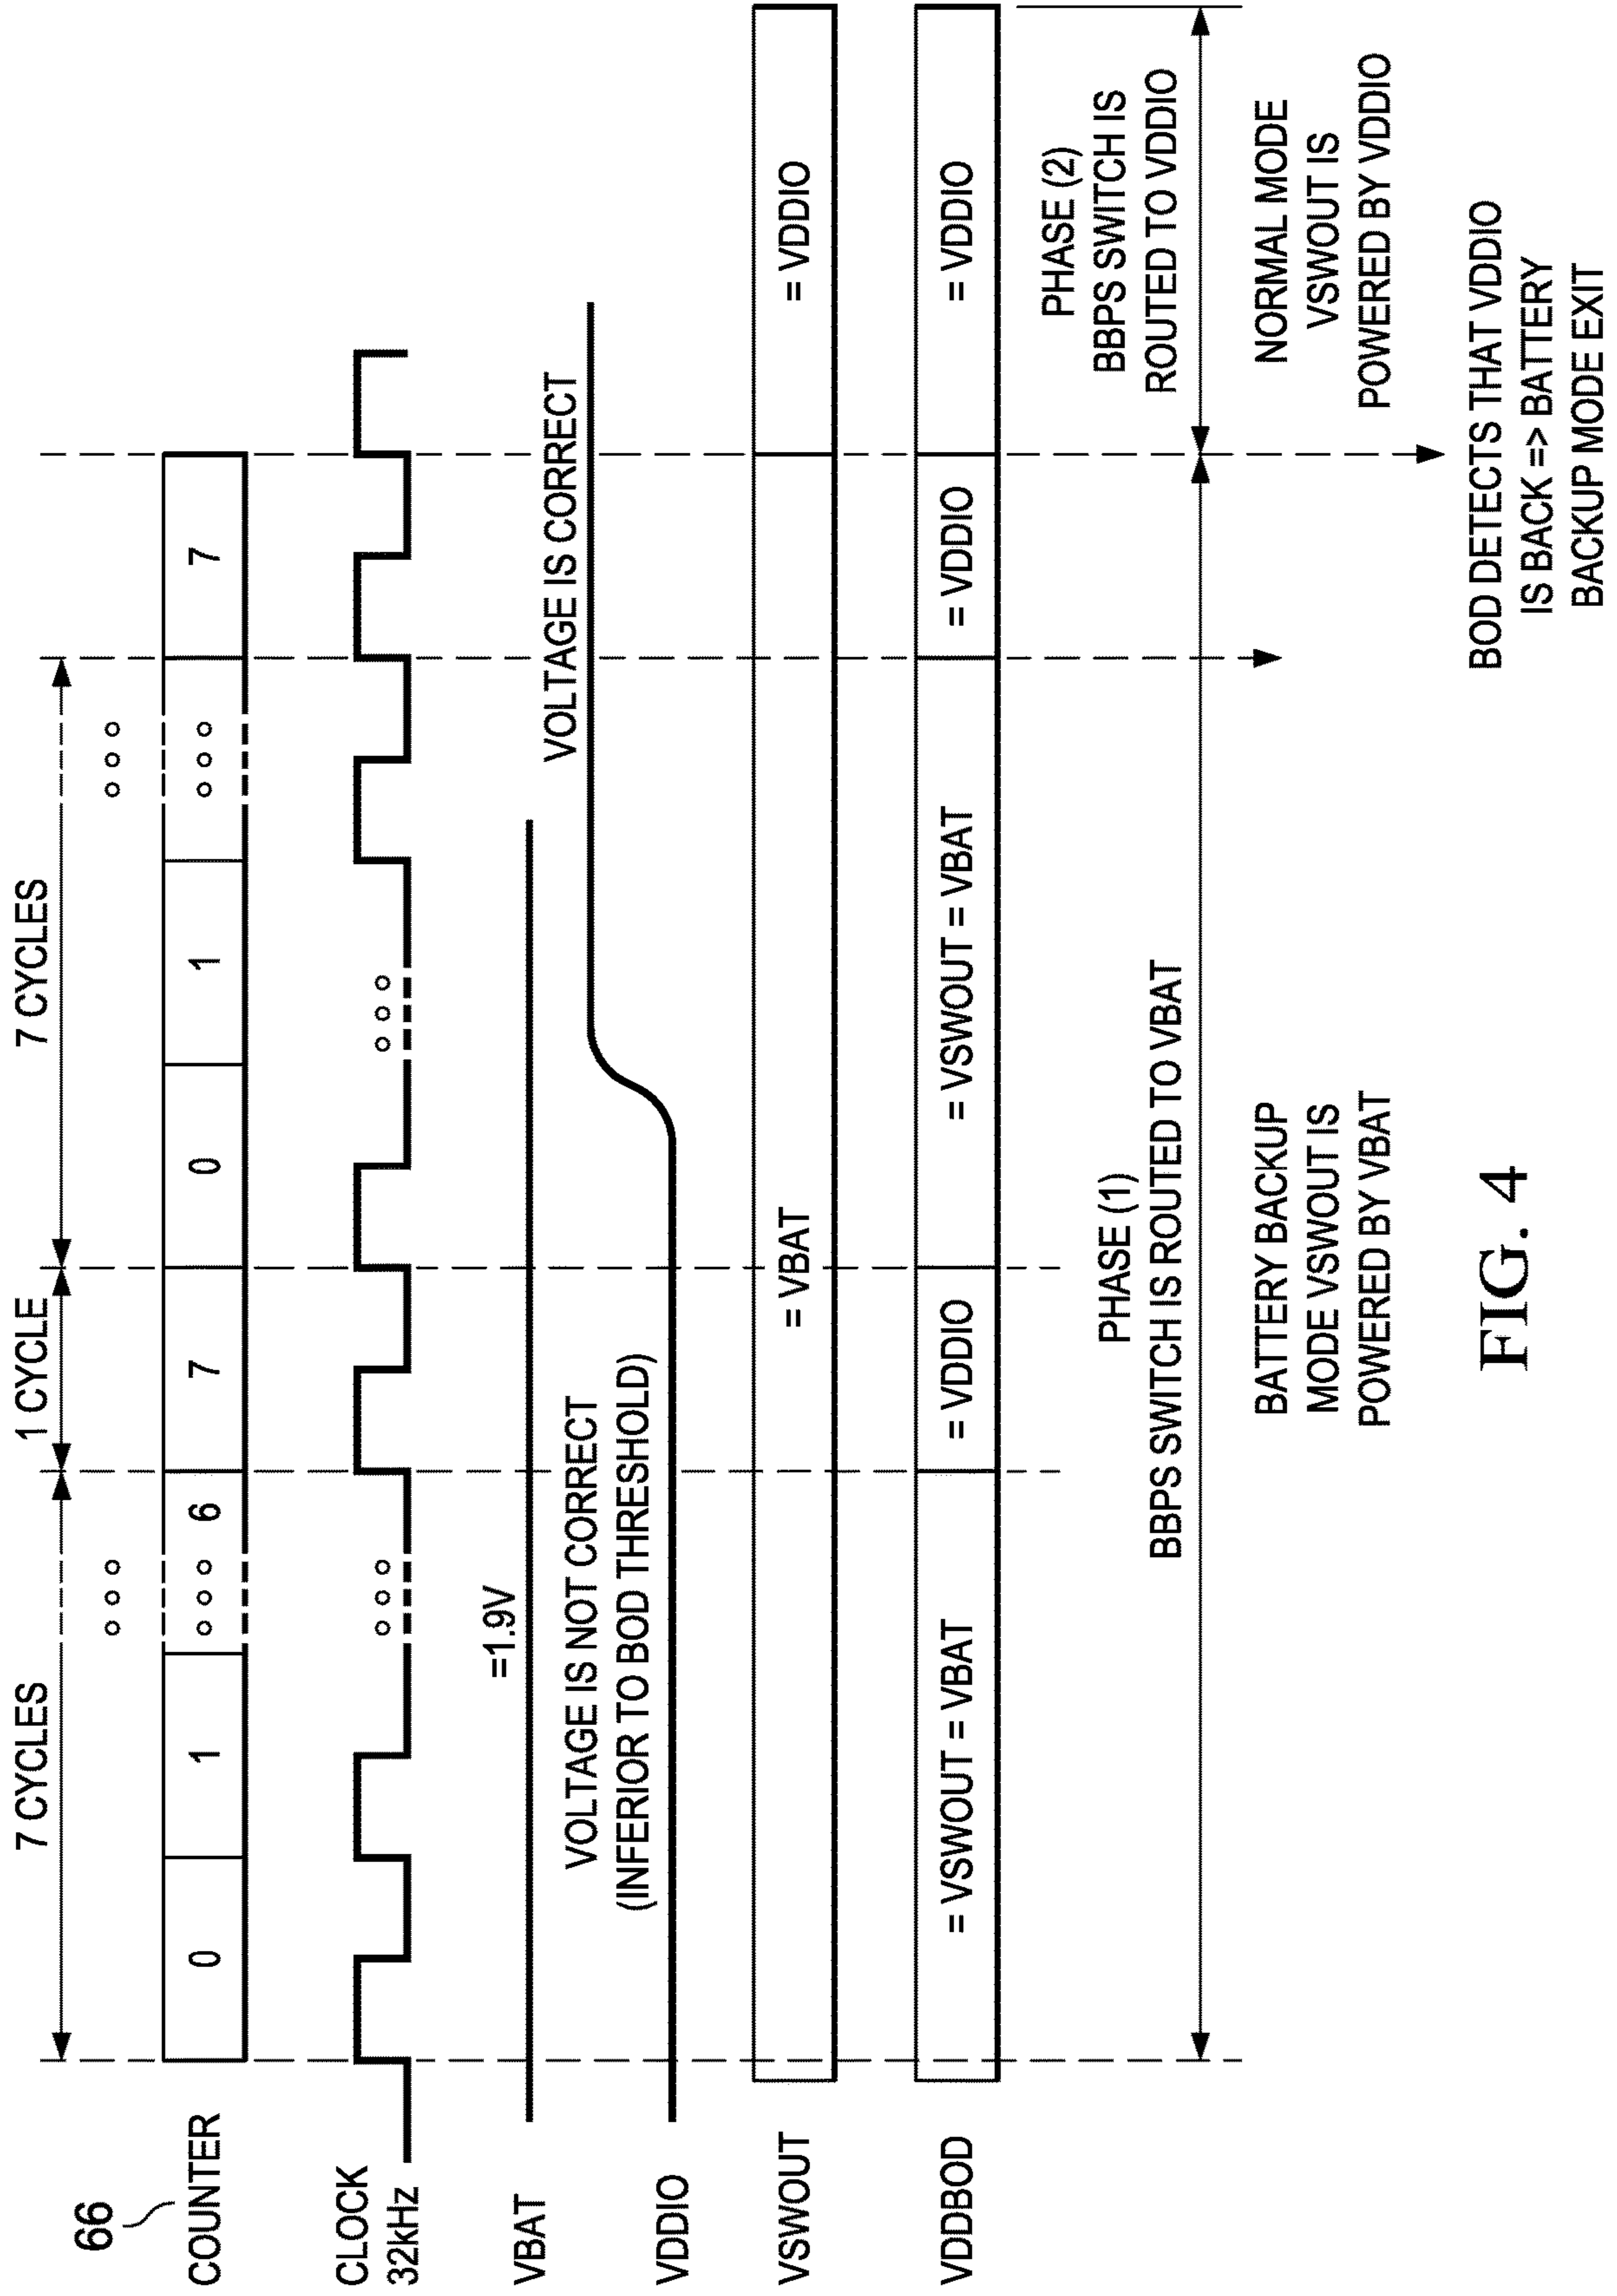 7 CYCLES
1 CYCLE
7 CYCLES
66
COUNTER
0
1
6
7
0
1
7
CLOCK
32kHz
VBAT
=1.9V
VDDIO
VOLTAGE IS NOT CORRECT
(INFERIOR TO BOD THRESHOLD)
VOLTAGE IS CORRECT
VSWOUT
= VBAT
= VDDIO
VDDBOD
= VSWOUT = VBAT
= VDDIO
= VSWOUT = VBAT
= VDDIO
= VDDIO
PHASE (1)
BBPS SWITCH IS ROUTED TO VBAT
PHASE (2)
BBPS SWITCH IS
ROUTED TO VDDIO
BATTERY BACKUP
MODE VSWOUT IS
POWERED BY VBAT
NORMAL MODE
VSWOUT IS
POWERED BY VDDIO
BOD DETECTS THAT VDDIO
IS BACK => BATTERY
BACKUP MODE EXIT
FIG. 4